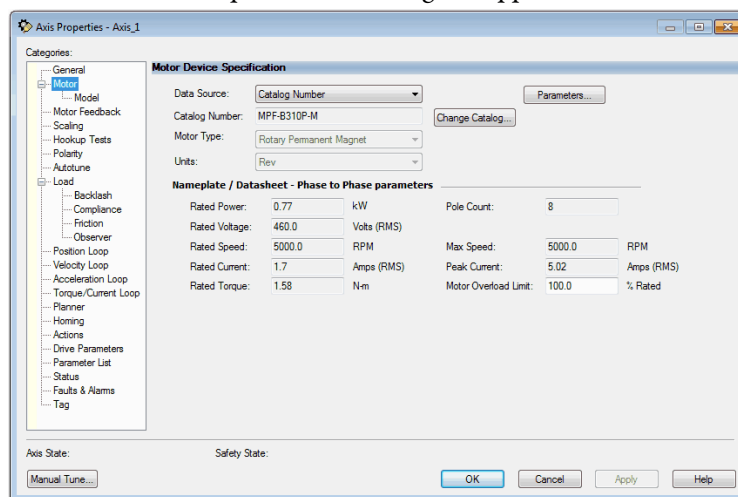 Axis Properties - Axis_1
Categories:
General
Motor
Model
Motor Feedback
Scaling
Hookup Tests
Polarity
Autotune
Load
Backlash
Compliance
Friction
Observer
Position Loop
Velocity Loop
Acceleration Loop
Torque/Current Loop
Planner
Homing
Actions
Drive Parameters
Parameter List
Status
Faults & Alarms
Tag
Motor Device Specification
Data Source: Catalog Number Parameters...
Catalog Number: MPF-B310P-M Change Catalog...
Motor Type: Rotary Permanent Magnet
Units: Rev
Nameplate / Datasheet - Phase to Phase parameters
Rated Power: 0.77 kW Pole Count: 8
Rated Voltage: 460.0 Volts (RMS)
Rated Speed: 5000.0 RPM Max Speed: 5000.0 RPM
Rated Current: 1.7 Amps (RMS) Peak Current: 5.02 Amps (RMS)
Rated Torque: 1.58 N-m Motor Overload Limit: 100.0 % Rated
Axis State: Safety State:
Manual Tune... OK Cancel Apply Help